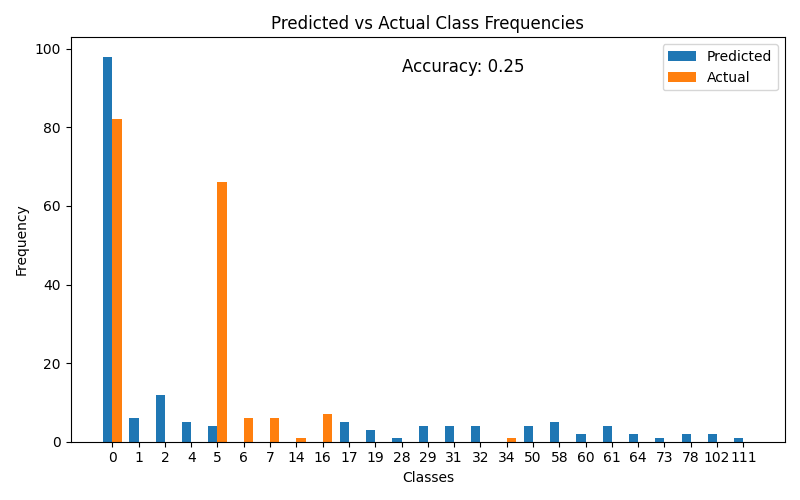 Predicted vs Actual Class Frequencies
Accuracy: 0.25
Predicted
Actual
Frequency
100
80
60
40
20
0
0 1 2 4 5 6 7 14 16 17 19 28 29 31 32 34 50 58 60 61 64 73 78 102 111
Classes